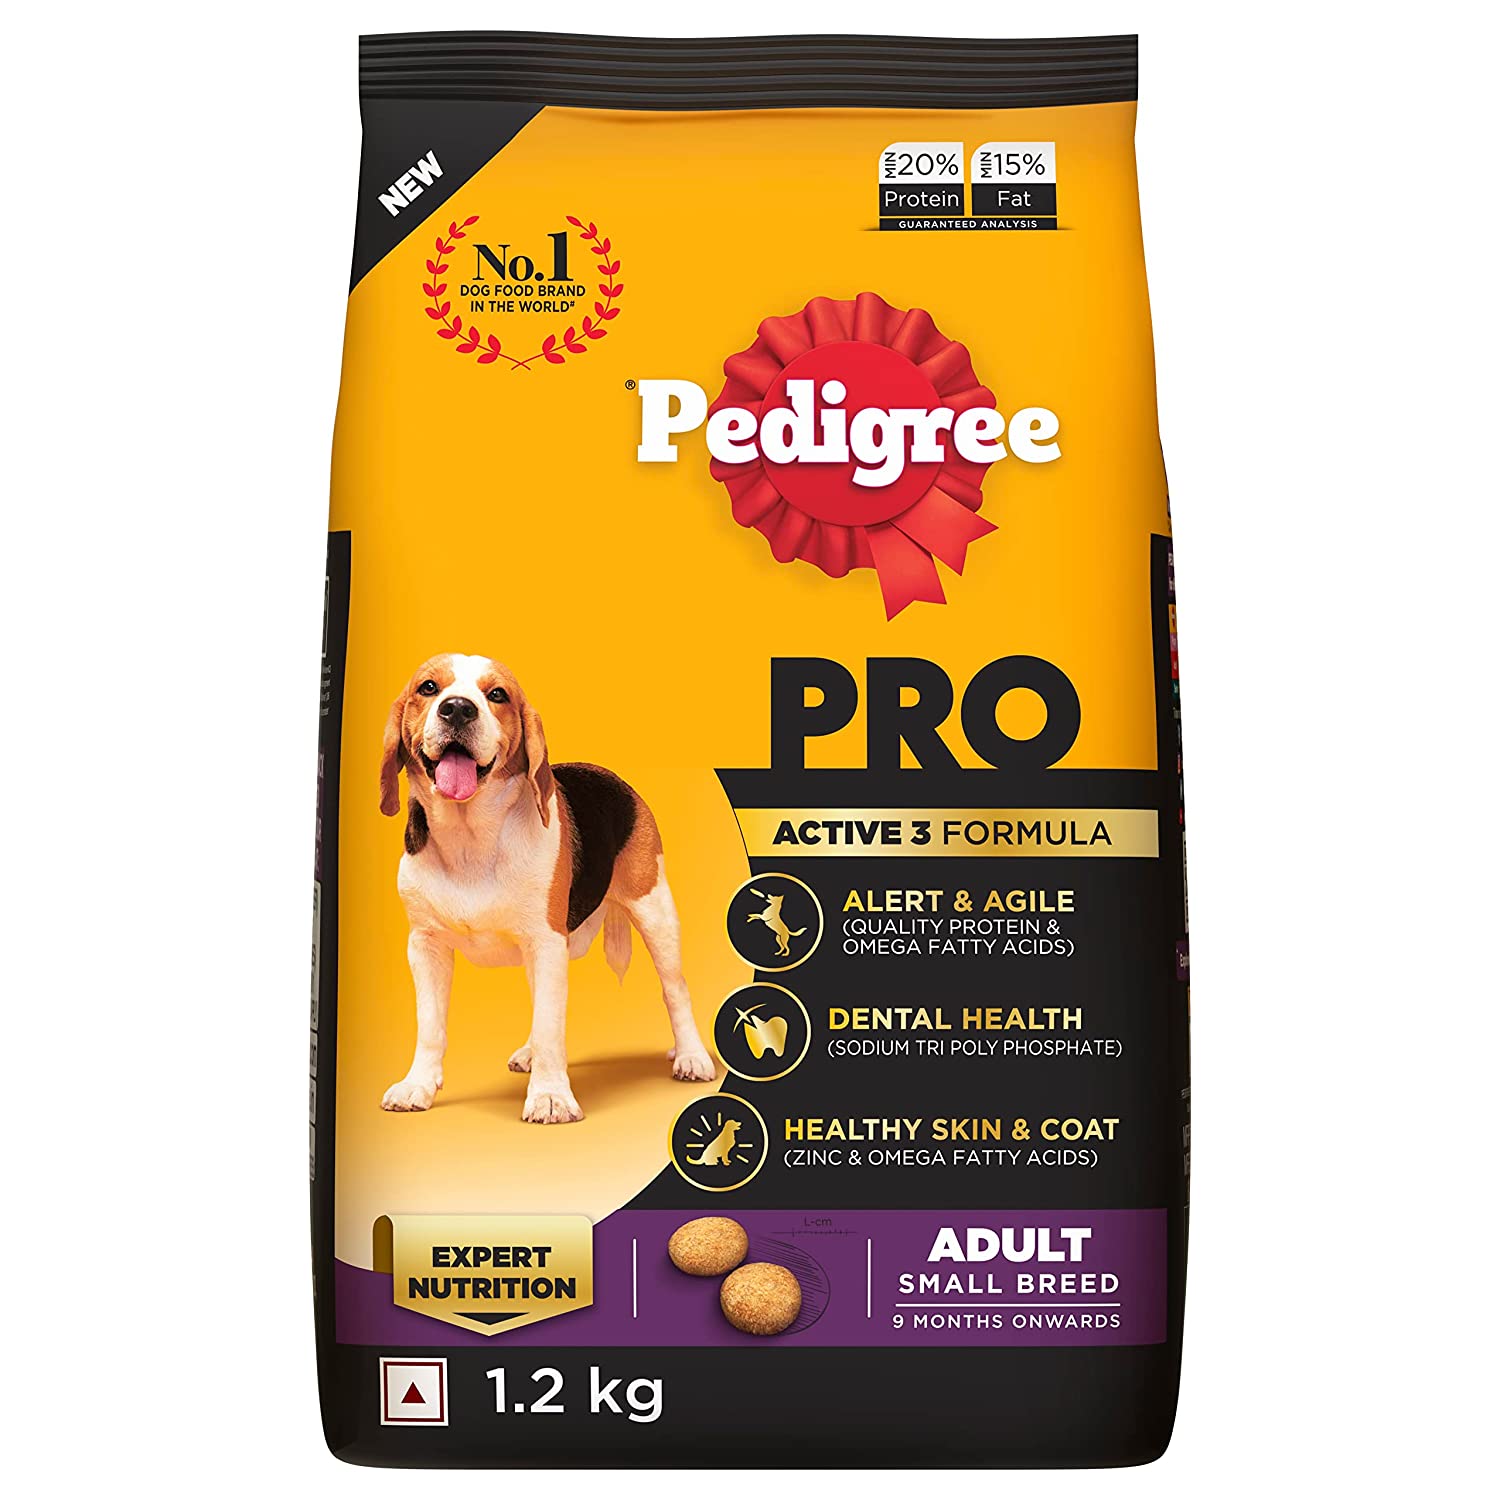 NEW
No.1
DOG FOOD BRAND
IN THE WORLD#
MIN 20%
Protein
MIN 15%
Fat
GUARANTEED ANALYSIS
Pedigree®
PRO
ACTIVE 3 FORMULA
ALERT & AGILE
(QUALITY PROTEIN &
OMEGA FATTY ACIDS)
DENTAL HEALTH
(SODIUM TRI POLY PHOSPHATE)
HEALTHY SKIN & COAT
(ZINC & OMEGA FATTY ACIDS)
EXPERT
NUTRITION
L-cm
ADULT
SMALL BREED
9 MONTHS ONWARDS
1.2 kg